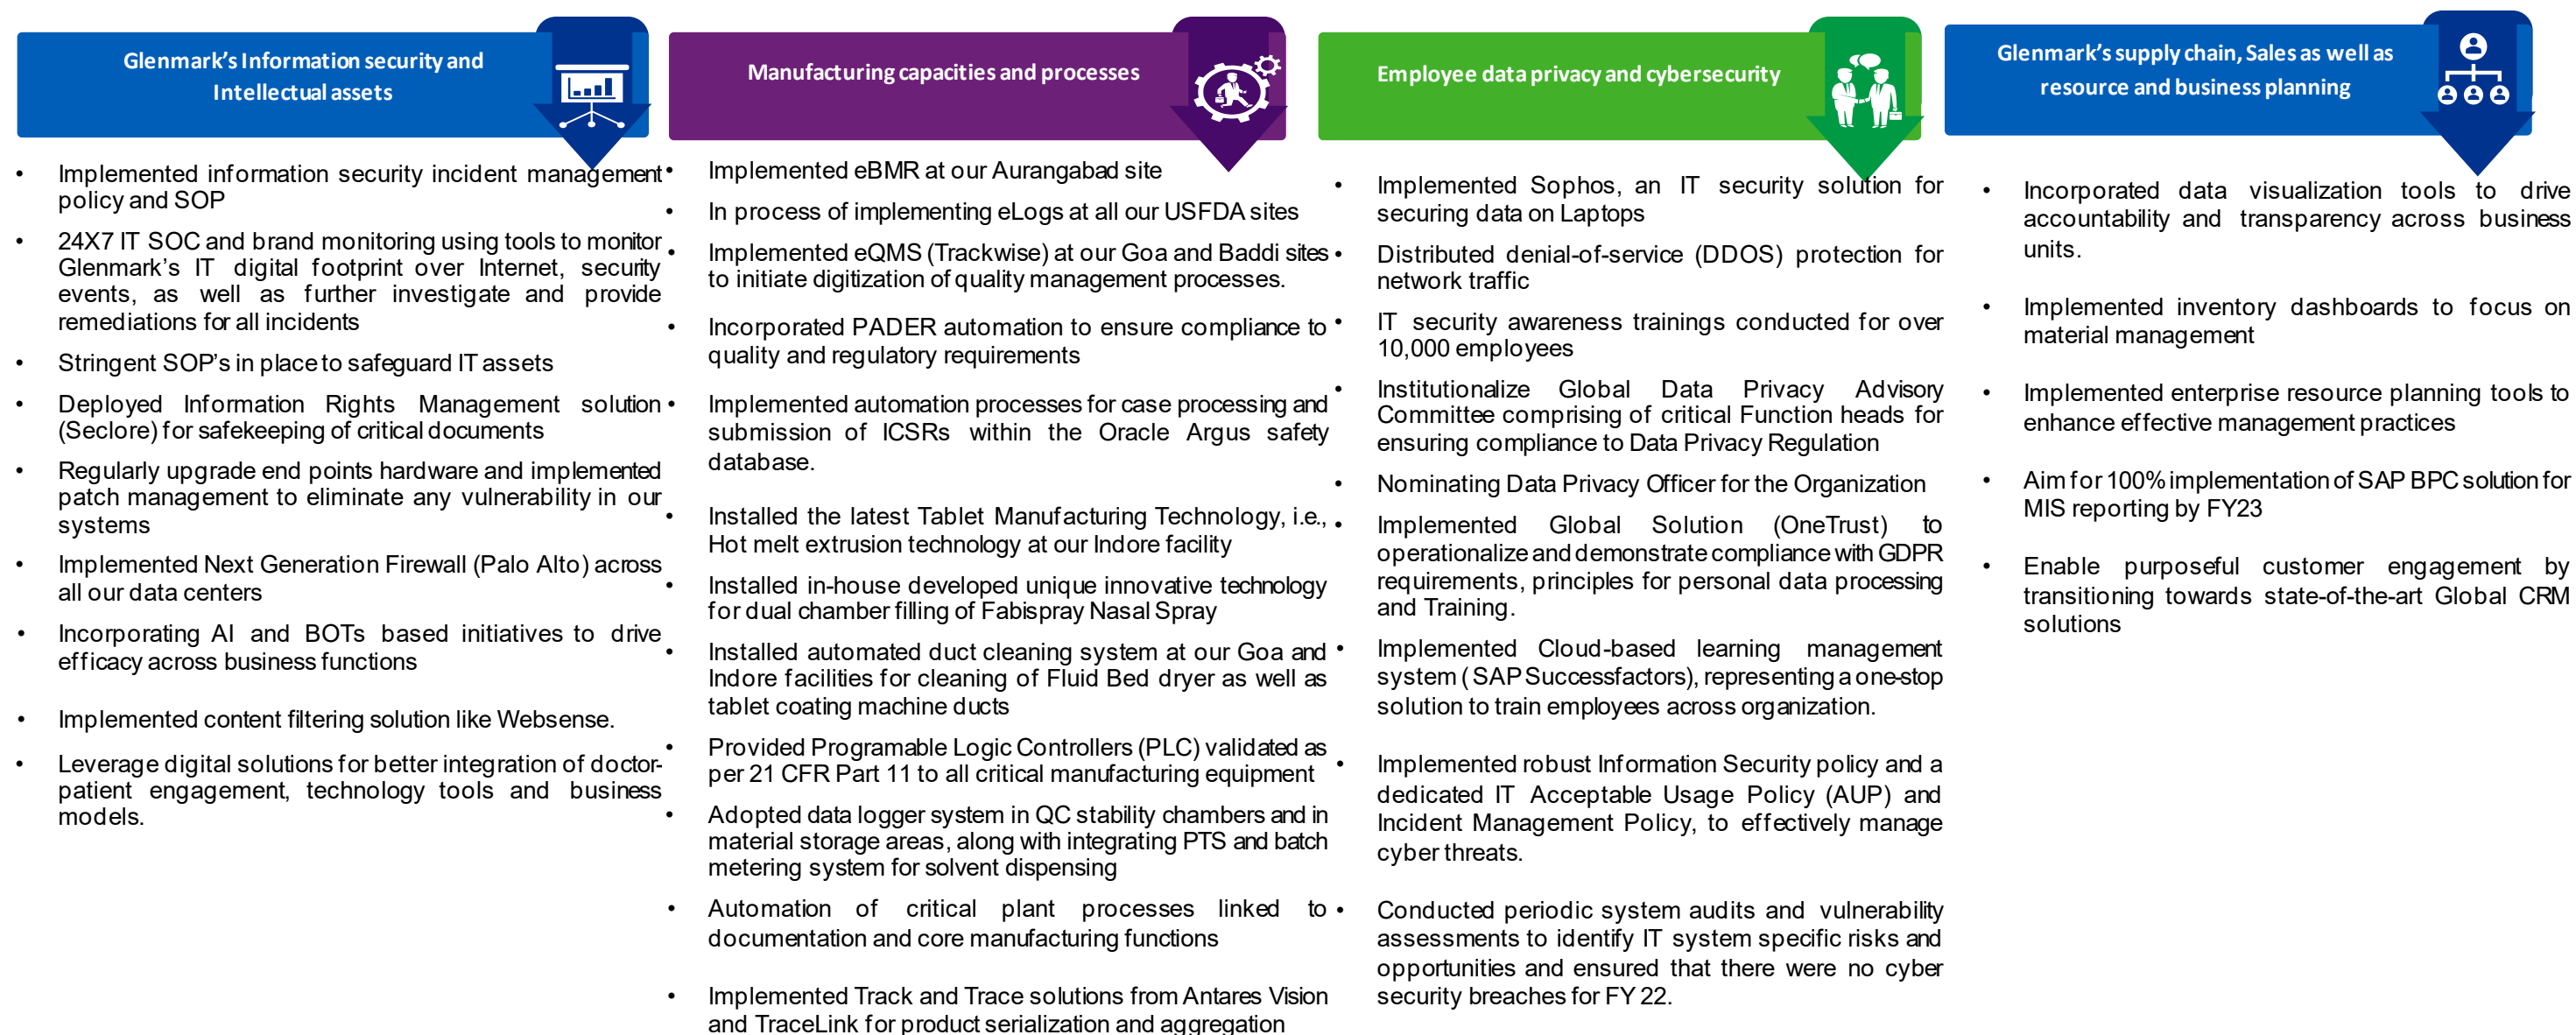 Glenmark’s Information security and
Intellectual assets
• Implemented information security incident management
policy and SOP
• 24X7 IT SOC and brand monitoring using tools to monitor
Glenmark’s IT digital footprint over Internet, security
events, as well as further investigate and provide
remediations for all incidents
• Stringent SOP’s in place to safeguard IT assets
• Deployed Information Rights Management solution
(Seclore) for safekeeping of critical documents
• Regularly upgrade end points hardware and implemented
patch management to eliminate any vulnerability in our
systems
• Implemented Next Generation Firewall (Palo Alto) across
all our data centers
• Incorporating AI and BOTs based initiatives to drive
efficacy across business functions
• Implemented content filtering solution like Websense.
• Leverage digital solutions for better integration of doctor-
patient engagement, technology tools and business
models.
Manufacturing capacities and processes
• Implemented eBMR at our Aurangabad site
• In process of implementing eLogs at all our USFDA sites
• Implemented eQMS (Trackwise) at our Goa and Baddi sites
to initiate digitization of quality management processes.
• Incorporated PADER automation to ensure compliance to
quality and regulatory requirements
• Implemented automation processes for case processing and
submission of ICSRs within the Oracle Argus safety
database.
• Installed the latest Tablet Manufacturing Technology, i.e.,
Hot melt extrusion technology at our Indore facility
• Installed in-house developed unique innovative technology
for dual chamber filling of Fabispray Nasal Spray
• Installed automated duct cleaning system at our Goa and
Indore facilities for cleaning of Fluid Bed dryer as well as
tablet coating machine ducts
• Provided Programable Logic Controllers (PLC) validated as
per 21 CFR Part 11 to all critical manufacturing equipment
• Adopted data logger system in QC stability chambers and in
material storage areas, along with integrating PTS and batch
metering system for solvent dispensing
• Automation of critical plant processes linked to
documentation and core manufacturing functions
• Implemented Track and Trace solutions from Antares Vision
and TraceLink for product serialization and aggregation
Employee data privacy and cybersecurity
• Implemented Sophos, an IT security solution for
securing data on Laptops
• Distributed denial-of-service (DDOS) protection for
network traffic
• IT security awareness trainings conducted for over
10,000 employees
• Institutionalize Global Data Privacy Advisory
Committee comprising of critical Function heads for
ensuring compliance to Data Privacy Regulation
• Nominating Data Privacy Officer for the Organization
• Implemented Global Solution (OneTrust) to
operationalize and demonstrate compliance with GDPR
requirements, principles for personal data processing
and Training.
• Implemented Cloud-based learning management
system ( SAP Successfactors), representing a one-stop
solution to train employees across organization.
• Implemented robust Information Security policy and a
dedicated IT Acceptable Usage Policy (AUP) and
Incident Management Policy, to effectively manage
cyber threats.
• Conducted periodic system audits and vulnerability
assessments to identify IT system specific risks and
opportunities and ensured that there were no cyber
security breaches for FY 22.
Glenmark’s supply chain, Sales as well as
resource and business planning
• Incorporated data visualization tools to drive
accountability and transparency across business
units.
• Implemented inventory dashboards to focus on
material management
• Implemented enterprise resource planning tools to
enhance effective management practices
• Aim for 100% implementation of SAP BPC solution for
MIS reporting by FY23
• Enable purposeful customer engagement by
transitioning towards state-of-the-art Global CRM
solutions